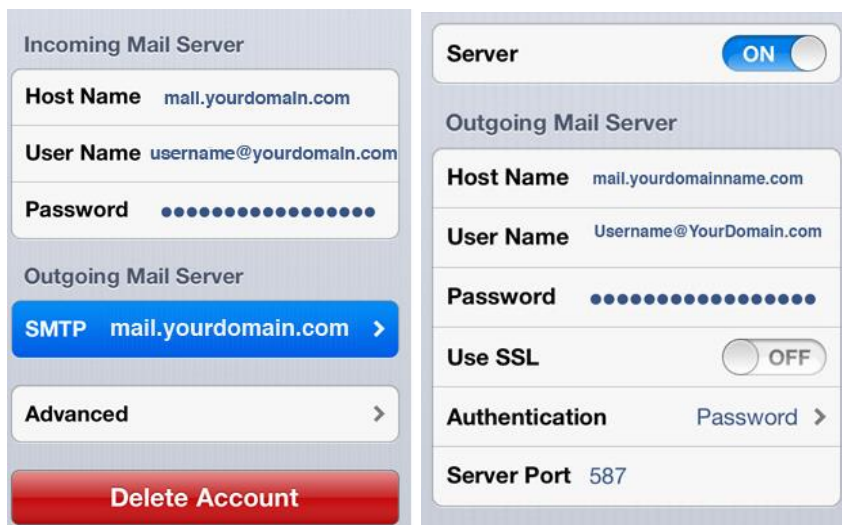 Incoming Mail Server
Host Name mail.yourdomain.com
User Name username@yourdomain.com
Password ●●●●●●●●●●●●●●●●●
Outgoing Mail Server
SMTP mail.yourdomain.com
Advanced
Delete Account
Server ON
Outgoing Mail Server
Host Name mail.yourdomainname.com
User Name Username@YourDomain.com
Password ●●●●●●●●●●●●●●●●●
Use SSL OFF
Authentication Password
Server Port 587